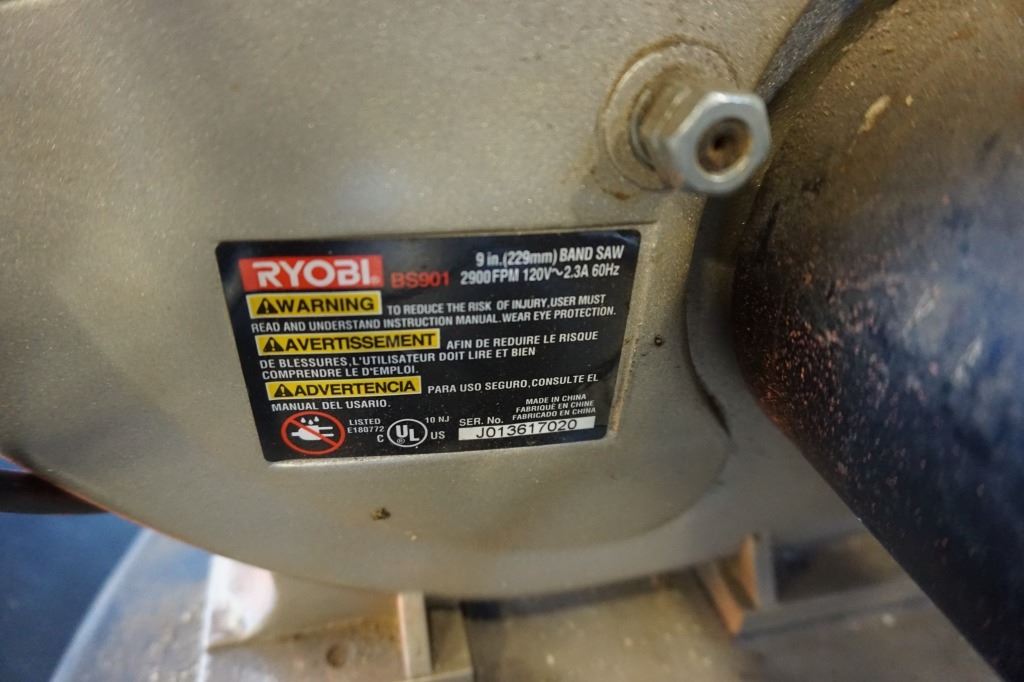 RYOBI® BS901 9 in.(229mm) BAND SAW
2900FPM 120V~2.3A 60Hz
WARNING TO REDUCE THE RISK OF INJURY,USER MUST
READ AND UNDERSTAND INSTRUCTION MANUAL.WEAR EYE PROTECTION.
AVERTISSEMENT AFIN DE REDUIRE LE RISQUE
DE BLESSURES,L'UTILISATEUR DOIT LIRE ET BIEN
COMPRENDRE LE D'EMPLOI.
ADVERTENCIA PARA USO SEGURO,CONSULTE EL
MANUAL DEL USARIO.
MADE IN CHINA
FABRIQUÉ EN CHINE
FABRICADO EN CHINA
LISTED
E180772
C UL US
10 NJ
SER. No.
J013617020